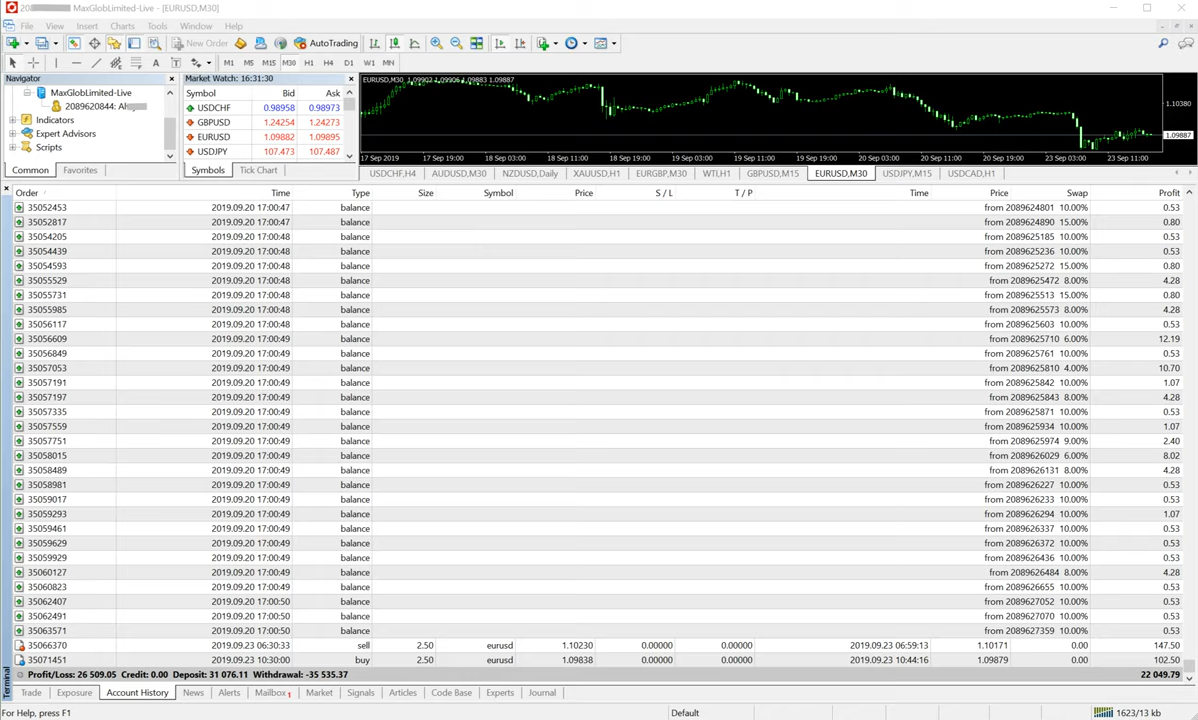 MaxGlobLimited-Live - [EURUSD,M30]
File View Insert Charts Tools Window Help
New Order AutoTrading
A T M1 M5 M15 M30 H1 H4 D1 W1 MN
Navigator
MaxGlobLimited-Live
2089620844:
Indicators
Expert Advisors
Scripts
Common Favorites
Market Watch: 16:31:30
Symbol Bid Ask
USDCHF 0.98958 0.98973
GBPUSD 1.24254 1.24273
EURUSD 1.09882 1.09895
USDJPY 107.473 107.487
Symbols Tick Chart
EURUSD,M30 1.09902 1.09906 1.09883 1.09887
1.10380
1.09887
17 Sep 2019 17 Sep 19:00 18 Sep 03:00 18 Sep 11:00 18 Sep 19:00 19 Sep 03:00 19 Sep 11:00 19 Sep 19:00 20 Sep 03:00 20 Sep 11:00 20 Sep 19:00 23 Sep 03:00 23 Sep 11:00
USDCHF,H4 AUDUSD,M30 NZDUSD,Daily XAUUSD,H1 EURGBP,M30 WTI,H1 GBPUSD,M15 EURUSD,M30 USDJPY,M15 USDCAD,H1
Order Time Type Size Symbol Price S / L T / P Time Price Swap Profit
35052453 2019.09.20 17:00:47 balance from 2089624801 10.00% 0.53
35052817 2019.09.20 17:00:47 balance from 2089624890 15.00% 0.80
35054205 2019.09.20 17:00:48 balance from 2089625185 10.00% 0.53
35054439 2019.09.20 17:00:48 balance from 2089625236 10.00% 0.53
35054593 2019.09.20 17:00:48 balance from 2089625272 15.00% 0.80
35055529 2019.09.20 17:00:48 balance from 2089625472 8.00% 4.28
35055731 2019.09.20 17:00:48 balance from 2089625513 15.00% 0.80
35055985 2019.09.20 17:00:48 balance from 2089625573 8.00% 4.28
35056117 2019.09.20 17:00:48 balance from 2089625603 10.00% 0.53
35056609 2019.09.20 17:00:49 balance from 2089625710 6.00% 12.19
35056849 2019.09.20 17:00:49 balance from 2089625761 10.00% 0.53
35057053 2019.09.20 17:00:49 balance from 2089625810 4.00% 10.70
35057191 2019.09.20 17:00:49 balance from 2089625842 10.00% 1.07
35057197 2019.09.20 17:00:49 balance from 2089625843 8.00% 4.28
35057335 2019.09.20 17:00:49 balance from 2089625871 10.00% 0.53
35057559 2019.09.20 17:00:49 balance from 2089625934 10.00% 1.07
35057751 2019.09.20 17:00:49 balance from 2089625974 9.00% 2.40
35058015 2019.09.20 17:00:49 balance from 2089626029 6.00% 8.02
35058489 2019.09.20 17:00:49 balance from 2089626131 8.00% 4.28
35058981 2019.09.20 17:00:49 balance from 2089626227 10.00% 0.53
35059017 2019.09.20 17:00:49 balance from 2089626233 10.00% 0.53
35059293 2019.09.20 17:00:49 balance from 2089626294 10.00% 1.07
35059461 2019.09.20 17:00:49 balance from 2089626337 10.00% 0.53
35059629 2019.09.20 17:00:49 balance from 2089626372 10.00% 0.53
35059929 2019.09.20 17:00:49 balance from 2089626436 10.00% 0.53
35060127 2019.09.20 17:00:49 balance from 2089626484 8.00% 4.28
35060823 2019.09.20 17:00:49 balance from 2089626655 10.00% 0.53
35062407 2019.09.20 17:00:50 balance from 2089627052 10.00% 0.53
35062491 2019.09.20 17:00:50 balance from 2089627070 10.00% 0.53
35063571 2019.09.20 17:00:50 balance from 2089627359 10.00% 0.53
35066370 2019.09.23 06:30:33 sell 2.50 eurusd 1.10230 0.00000 0.00000 2019.09.23 06:59:13 1.10171 0.00 147.50
35071451 2019.09.23 10:30:00 buy 2.50 eurusd 1.09838 0.00000 0.00000 2019.09.23 10:44:16 1.09879 0.00 102.50
Profit/Loss: 26 509.05 Credit: 0.00 Deposit: 31 076.11 Withdrawal: -35 535.37 22 049.79
Terminal
Trade Exposure Account History News Alerts Mailbox 1 Market Signals Articles Code Base Experts Journal
For Help, press F1 Default 1623/13 kb